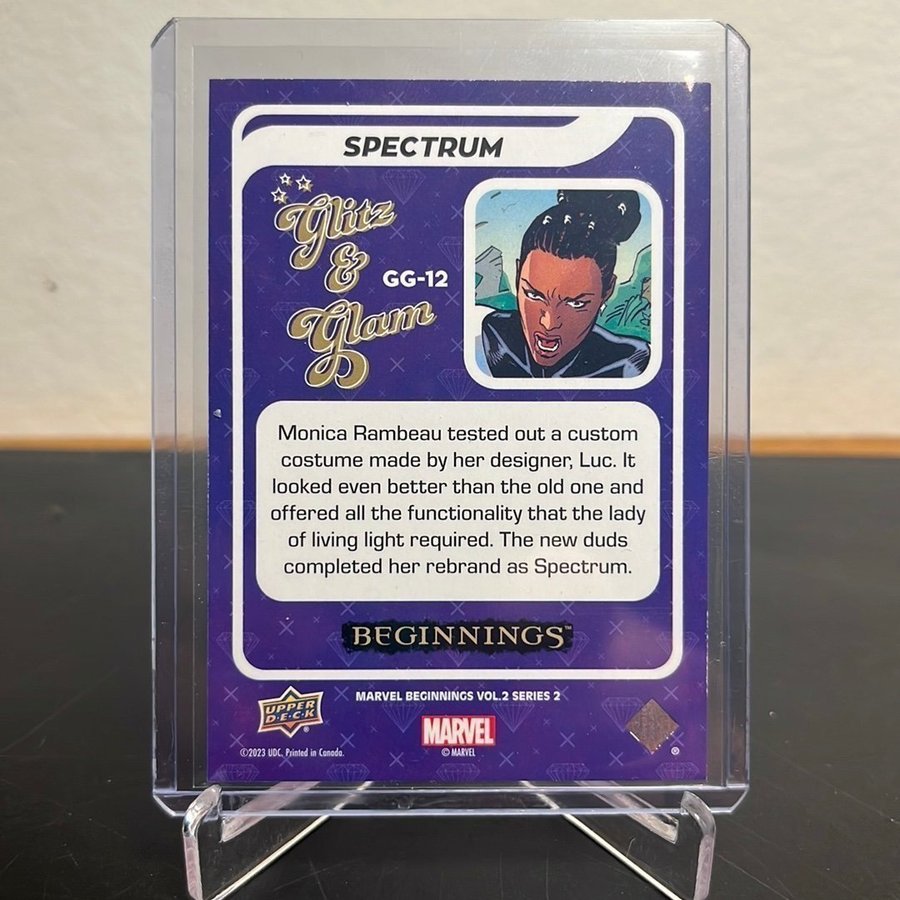 SPECTRUM
Glitz
&
Glam
GG-12
Monica Rambeau tested out a custom
costume made by her designer, Luc. It
looked even better than the old one and
offered all the functionality that the lady
of living light required. The new duds
completed her rebrand as Spectrum.
BEGINNINGS™
MARVEL BEGINNINGS VOL.2 SERIES 2
UPPER
D·E·C·K
®
©2023 UDC. Printed in Canada.
MARVEL
© MARVEL
®